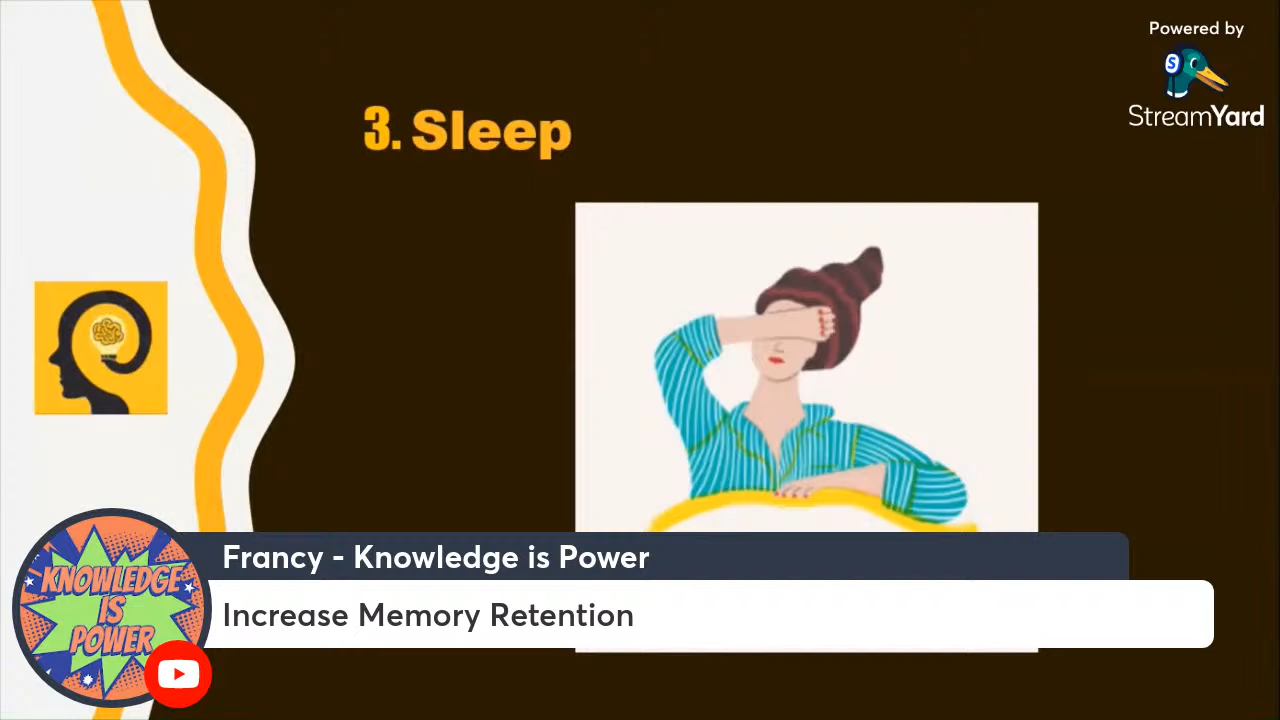 Powered by
S
StreamYard
3. Sleep
Francy - Knowledge is Power
Increase Memory Retention
KNOWLEDGE
IS
POWER